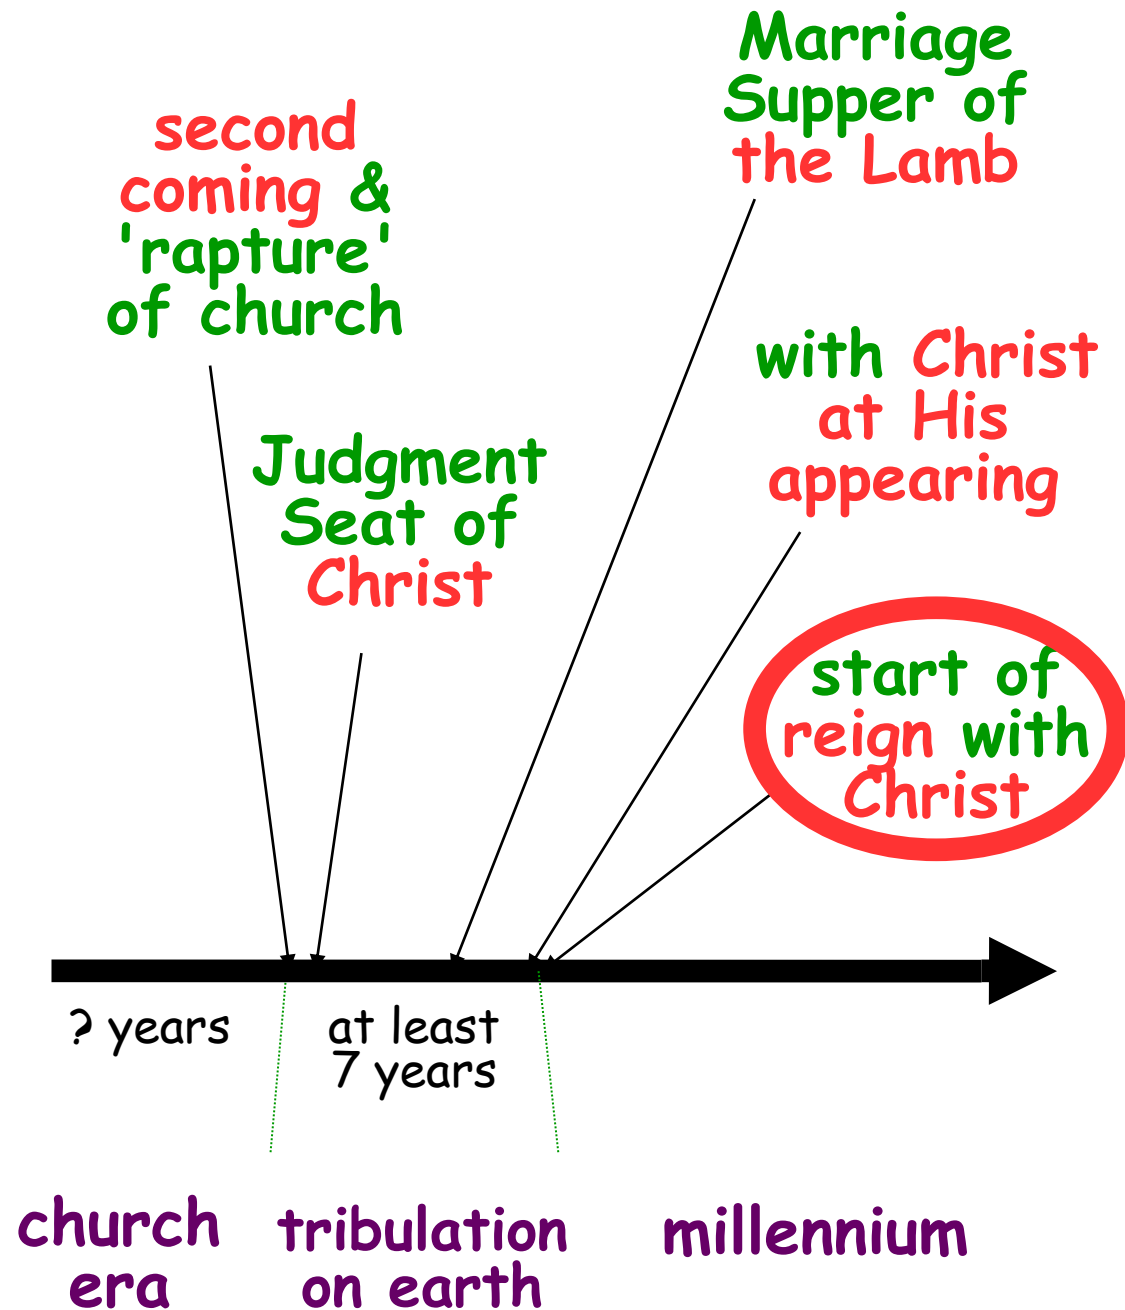 Marriage
Supper of
the Lamb
second
coming &
'rapture'
of church
with Christ
at His
appearing
Judgment
Seat of
Christ
start of
reign with
Christ
? years
at least
7 years
church
era
tribulation
on earth
millennium